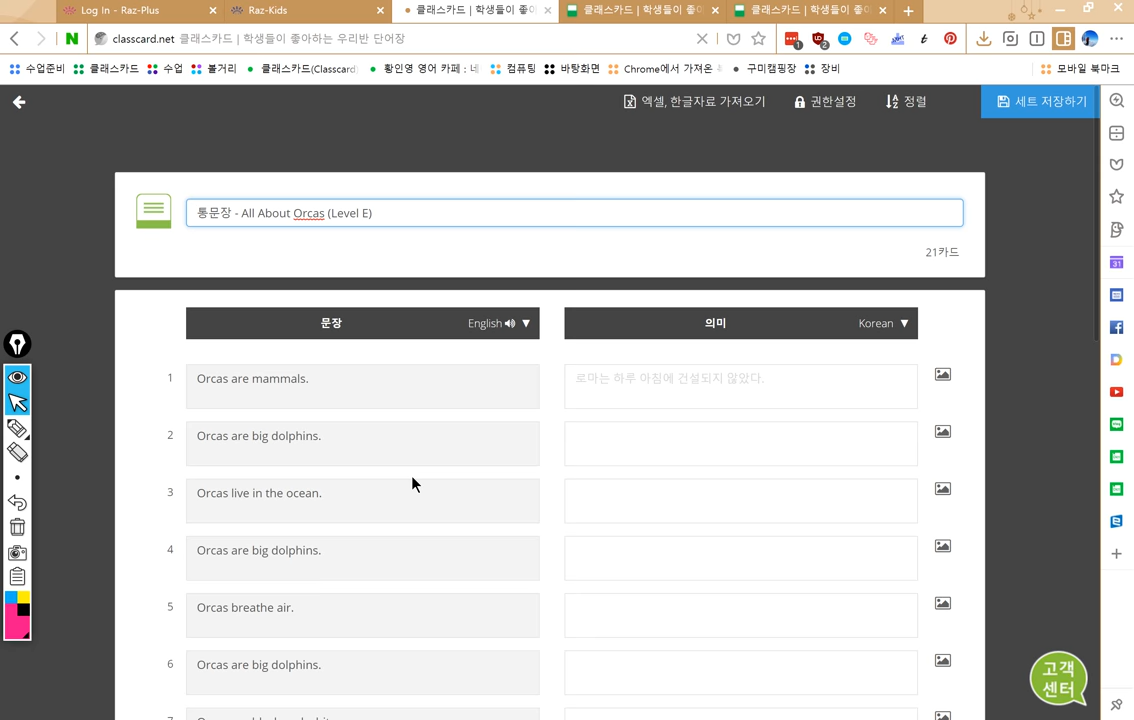 Log In - Raz-Plus
Raz-Kids
클래스카드 | 학생들이 좋아
클래스카드 | 학생들이 좋아
클래스카드 | 학생들이 좋아
N
classcard.net 클래스카드 | 학생들이 좋아하는 우리반 단어장
1
2
t
수업준비
클래스카드
수업
볼거리
클래스카드(Classcard
황인영 영어 카페 ; 네
컴퓨팅
바탕화면
Chrome에서 가져온
구미캠핑장
장비
모바일 북마크
엑셀, 한글자료 가져오기
권한설정
정렬
세트 저장하기
통문장 - All About Orcas (Level E)
21카드
문장
English
의미
Korean
1
Orcas are mammals.
로마는 하루 아침에 건설되지 않았다.
2
Orcas are big dolphins.
3
Orcas live in the ocean.
4
Orcas are big dolphins.
5
Orcas breathe air.
6
Orcas are big dolphins.
고객
센터
31